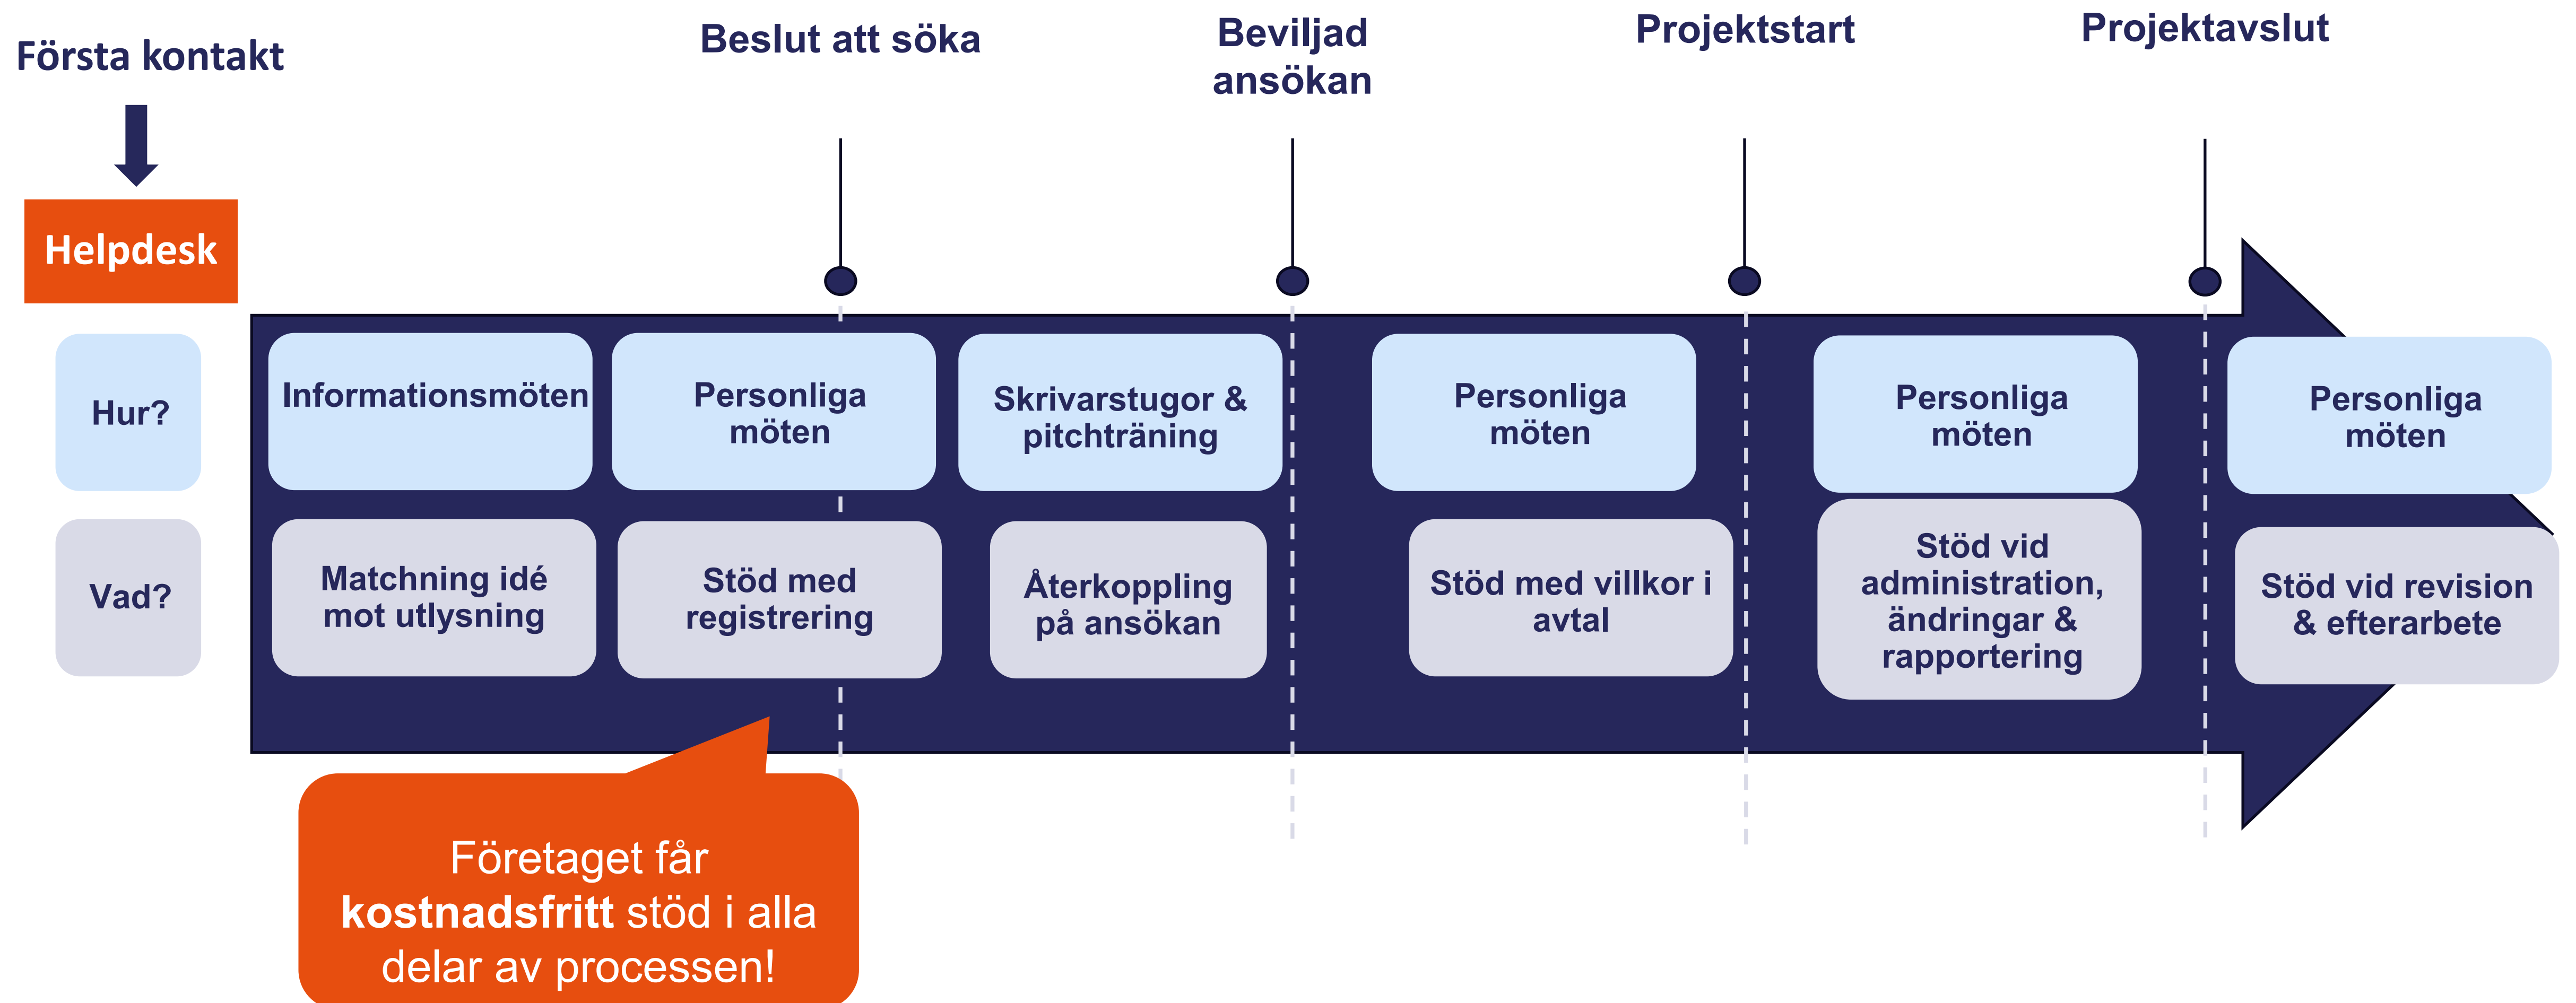 Första kontakt
Beslut att söka
Beviljad
ansökan
Projektstart
Projektavslut
Helpdesk
Hur?
Informationsmöten
Personliga
möten
Skrivarstugor &
pitchträning
Personliga
möten
Personliga
möten
Personliga
möten
Vad?
Matchning idé
mot utlysning
Stöd med
registrering
Återkoppling
på ansökan
Stöd med villkor i
avtal
Stöd vid
administration,
ändringar &
rapportering
Stöd vid revision
& efterarbete
Företaget får
kostnadsfritt stöd i alla
delar av processen!